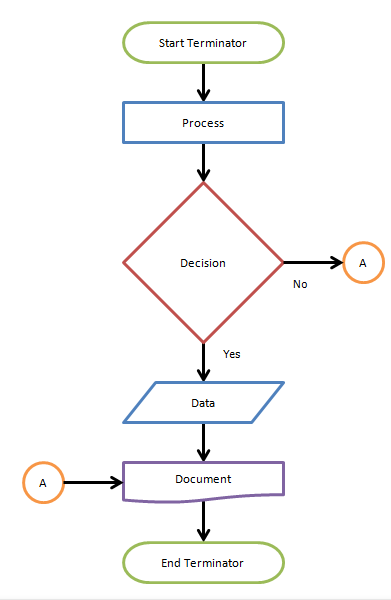 Start Terminator
Process
Decision
A
No
Yes
Data
Document
A
End Terminator